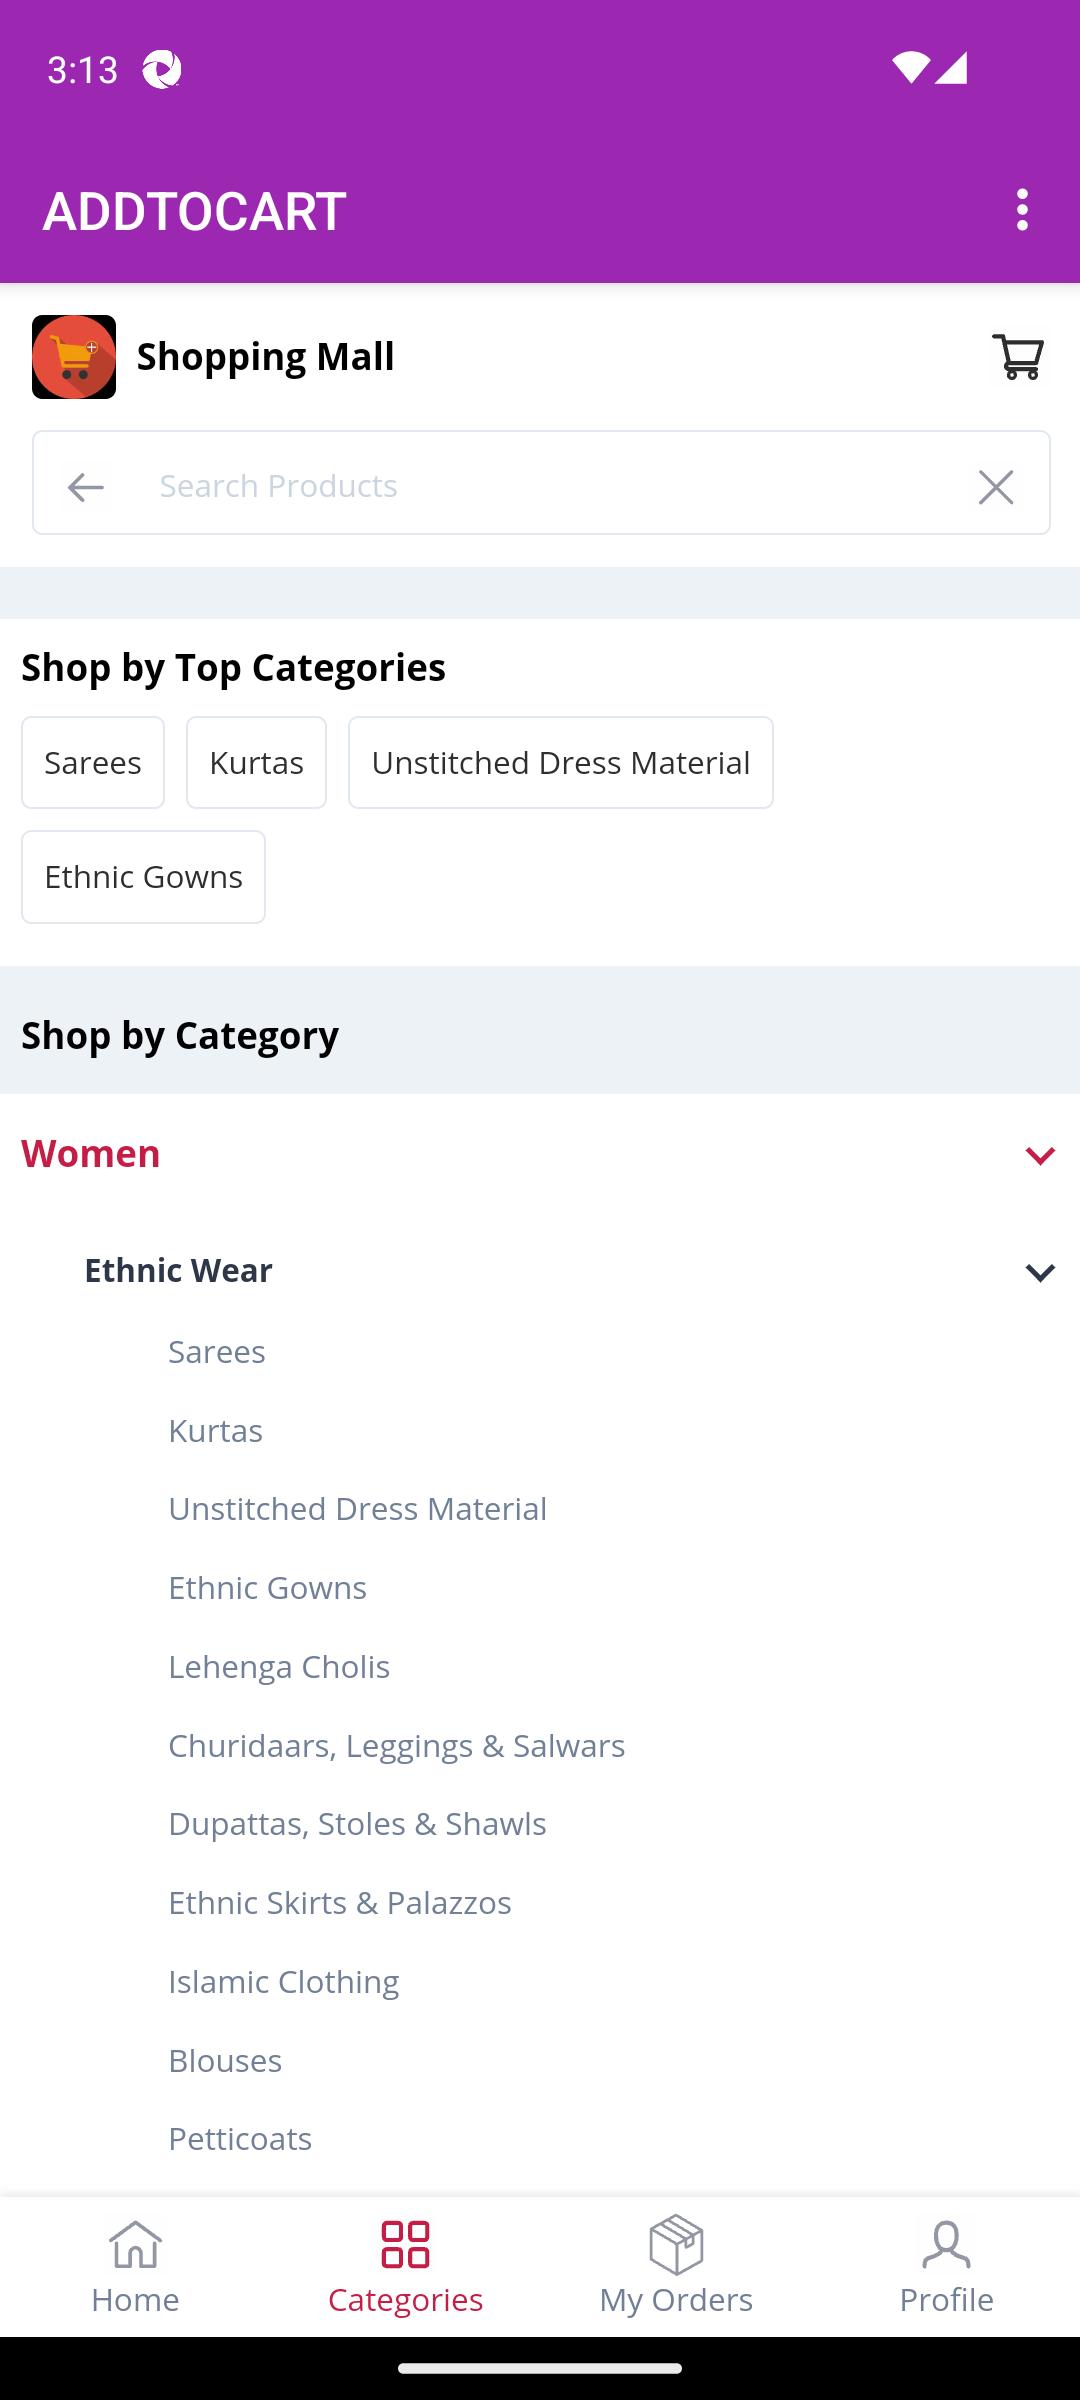 3:13
ADDTOCART
Shopping Mall
Search Products
Shop by Top Categories
Sarees Kurtas Unstitched Dress Material
Ethnic Gowns
Shop by Category
Women
Ethnic Wear
Sarees
Kurtas
Unstitched Dress Material
Ethnic Gowns
Lehenga Cholis
Churidaars, Leggings & Salwars
Dupattas, Stoles & Shawls
Ethnic Skirts & Palazzos
Islamic Clothing
Blouses
Petticoats
Home Categories My Orders Profile